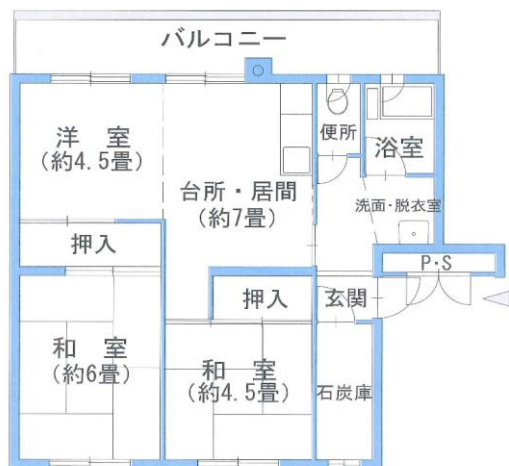 バルコニー
洋 室
(約4.5畳)
台所・居間
(約7畳)
便所
浴室
洗面・脱衣室
押入
P・S
和 室
(約6畳)
押入
玄関
和 室
(約4.5畳)
石炭庫